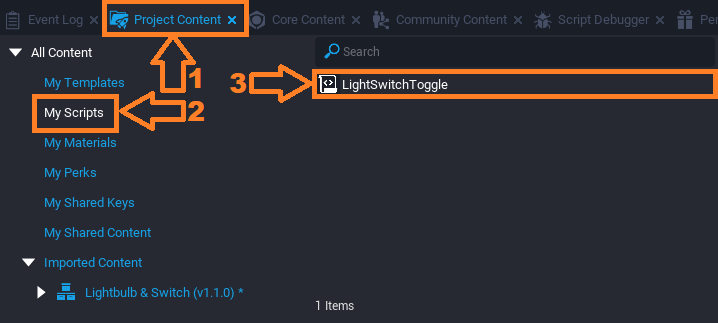 Event Log Project Content Core Content Community Content Script Debugger
All Content
Search
1
3
LightSwitchToggle
My Templates
My Scripts
2
My Materials
My Perks
My Shared Keys
My Shared Content
Imported Content
Lightbulb & Switch (v1.1.0) *
1 Items